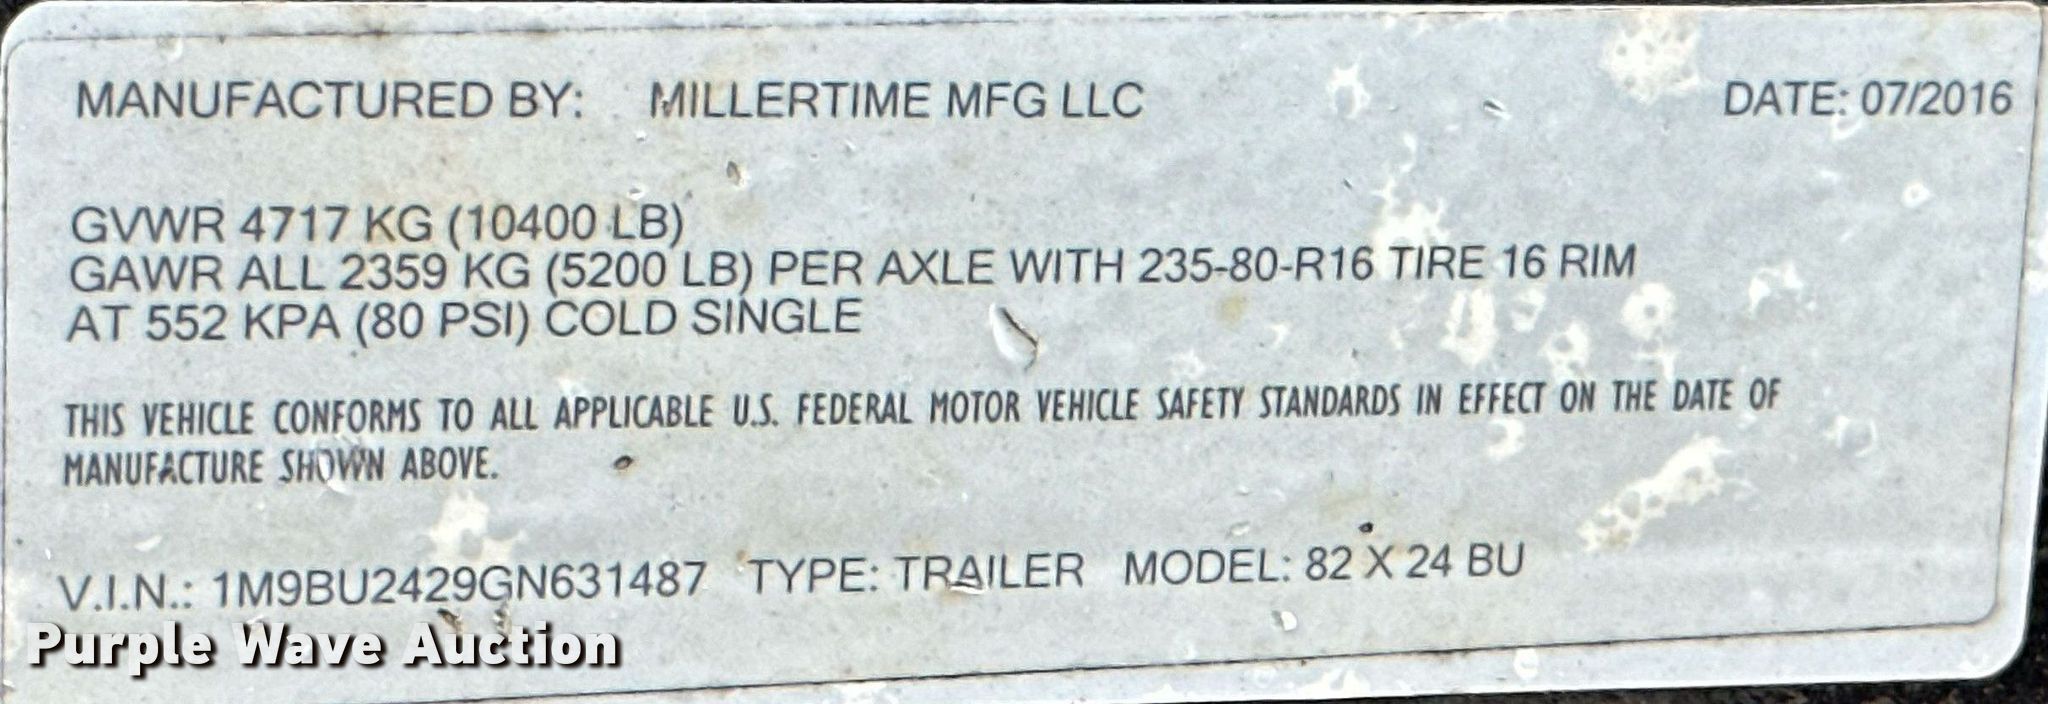 MANUFACTURED BY: MILLERTIME MFG LLC DATE: 07/2016
GVWR 4717 KG (10400 LB)
GAWR ALL 2359 KG (5200 LB) PER AXLE WITH 235-80-R16 TIRE 16 RIM
AT 552 KPA (80 PSI) COLD SINGLE
THIS VEHICLE CONFORMS TO ALL APPLICABLE U.S. FEDERAL MOTOR VEHICLE SAFETY STANDARDS IN EFFECT ON THE DATE OF
MANUFACTURE SHOWN ABOVE.
V.I.N.: 1M9BU2429GN631487 TYPE: TRAILER MODEL: 82 X 24 BU
Purple Wave Auction